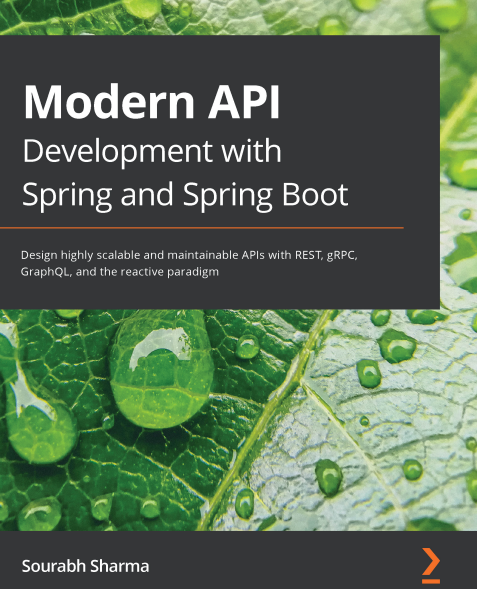 Modern API
Development with
Spring and Spring Boot
Design highly scalable and maintainable APIs with REST, gRPC,
GraphQL, and the reactive paradigm
Sourabh Sharma